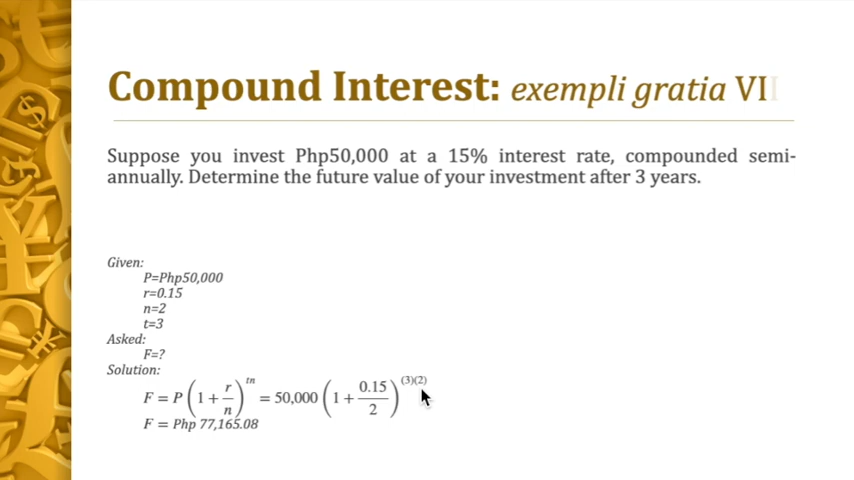 Compound Interest: exempli gratia VII
Suppose you invest Php50,000 at a 15% interest rate, compounded semi-
annually. Determine the future value of your investment after 3 years.
Given:
P=Php50,000
r=0.15
n=2
t=3
Asked:
F=?
Solution:
F = P(1 + r/n)^tn = 50,000(1 + 0.15/2)^(3)(2)
F = Php 77,165.08